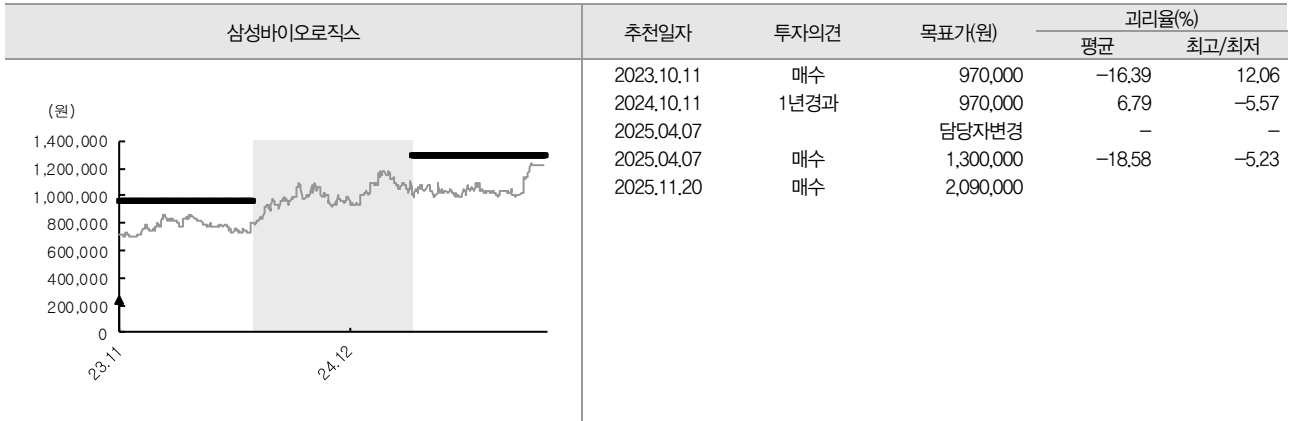 삼성바이오로직스
추천일자 투자의견 목표가(원) 괴리율(%)
평균 최고/최저
2023.10.11 매수 970,000 -16.39 12.06
2024.10.11 1년경과 970,000 6.79 -5.57
2025.04.07 담당자변경 - -
2025.04.07 매수 1,300,000 -18.58 -5.23
2025.11.20 매수 2,090,000
(원)
1,400,000
1,200,000
1,000,000
800,000
600,000
400,000
200,000
0
23.11
24.12